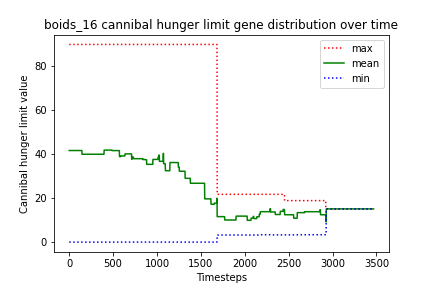 boids_16 cannibal hunger limit gene distribution over time
max
mean
min
Cannibal hunger limit value
80
60
40
20
0
0 500 1000 1500 2000 2500 3000 3500
Timesteps